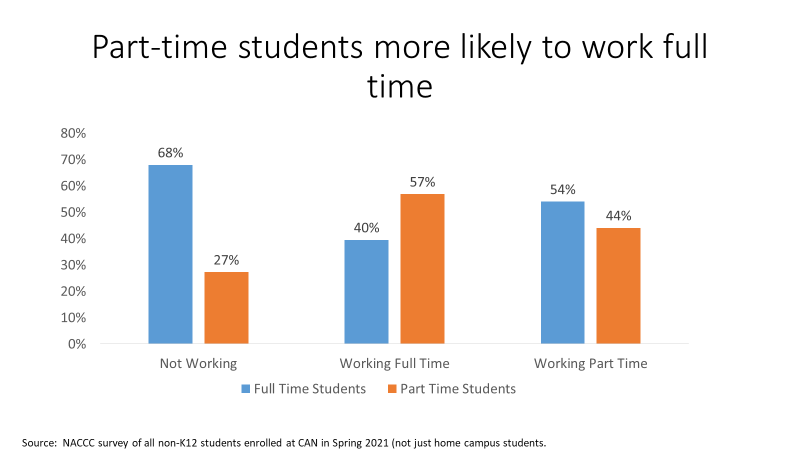 Part-time students more likely to work full
time
80%
70%
60%
50%
40%
30%
20%
10%
0%
68%
27%
40%
57%
54%
44%
Not Working
Working Full Time
Working Part Time
Full Time Students
Part Time Students
Source:  NACCC survey of all non-K12 students enrolled at CAN in Spring 2021 (not just home campus students.